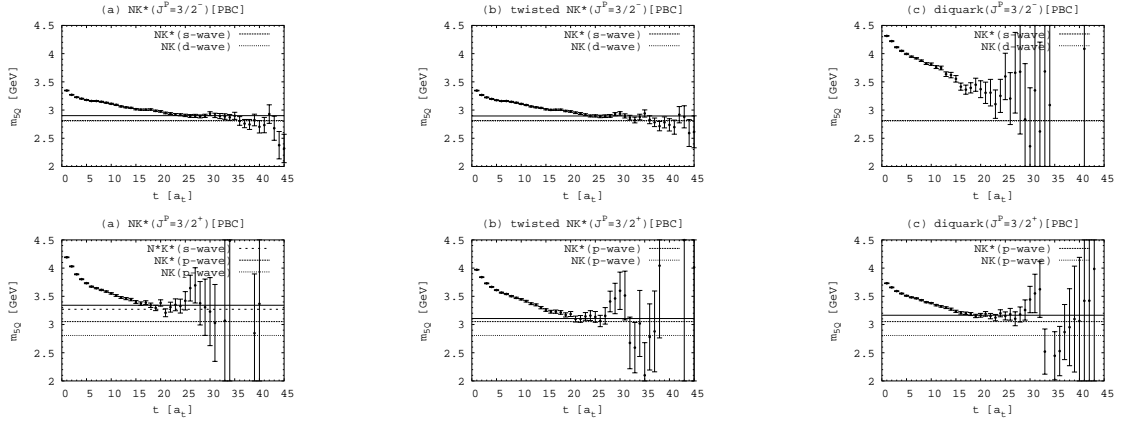 (a) NK*(J^P=3/2^-)[PBC]
NK*(s-wave)
NK(d-wave)
m_5Q [GeV]
4.5
4
3.5
3
2.5
2
0 5 10 15 20 25 30 35 40 45
t [a_t]
(b) twisted NK*(J^P=3/2^-)[PBC]
NK*(s-wave)
NK(d-wave)
m_5Q [GeV]
4.5
4
3.5
3
2.5
2
0 5 10 15 20 25 30 35 40 45
t [a_t]
(c) diquark(J^P=3/2^-)[PBC]
NK*(s-wave)
NK(d-wave)
m_5Q [GeV]
4.5
4
3.5
3
2.5
2
0 5 10 15 20 25 30 35 40 45
t [a_t]
(a) NK*(J^P=3/2^+)[PBC]
N*K*(s-wave)
NK*(p-wave)
NK(p-wave)
m_5Q [GeV]
4.5
4
3.5
3
2.5
2
0 5 10 15 20 25 30 35 40 45
t [a_t]
(b) twisted NK*(J^P=3/2^+)[PBC]
NK*(p-wave)
NK(p-wave)
m_5Q [GeV]
4.5
4
3.5
3
2.5
2
0 5 10 15 20 25 30 35 40 45
t [a_t]
(c) diquark(J^P=3/2^+)[PBC]
NK*(p-wave)
NK(p-wave)
m_5Q [GeV]
4.5
4
3.5
3
2.5
2
0 5 10 15 20 25 30 35 40 45
t [a_t]